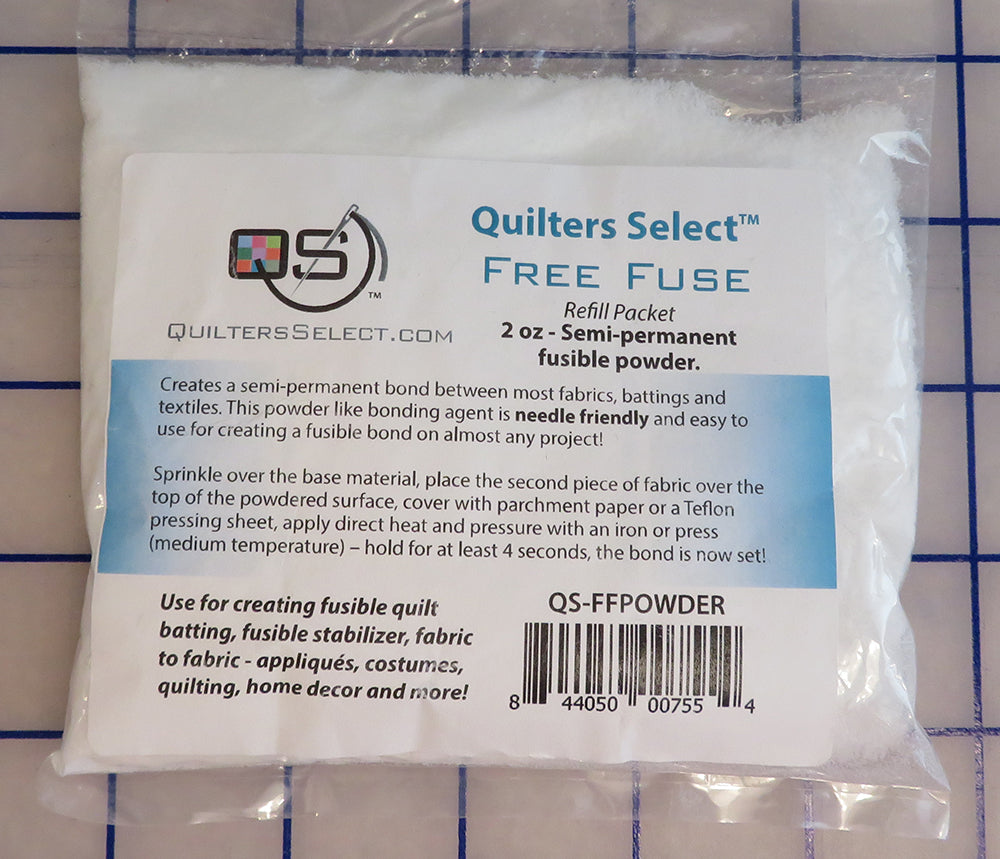 QS
TM
QuiltersSelect.com
Quilters Select™
Free Fuse
Refill Packet
2 oz - Semi-permanent
fusible powder.
Creates a semi-permanent bond between most fabrics, battings and
textiles. This powder like bonding agent is needle friendly and easy to
use for creating a fusible bond on almost any project!
Sprinkle over the base material, place the second piece of fabric over the
top of the powdered surface, cover with parchment paper or a Teflon
pressing sheet, apply direct heat and pressure with an iron or press
(medium temperature) – hold for at least 4 seconds, the bond is now set!
Use for creating fusible quilt
batting, fusible stabilizer, fabric
to fabric - appliqués, costumes,
quilting, home decor and more!
QS-FFPOWDER
8 44050 00755 4